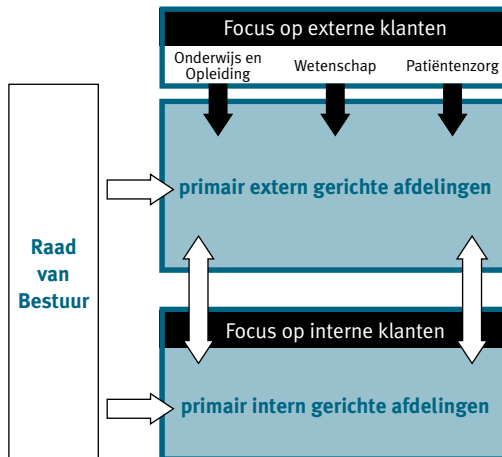 Focus op externe klanten
Onderwijs en
Opleiding
Wetenschap
Patiëntenzorg
primair extern gerichte afdelingen
Raad
van
Bestuur
Focus op interne klanten
primair intern gerichte afdelingen